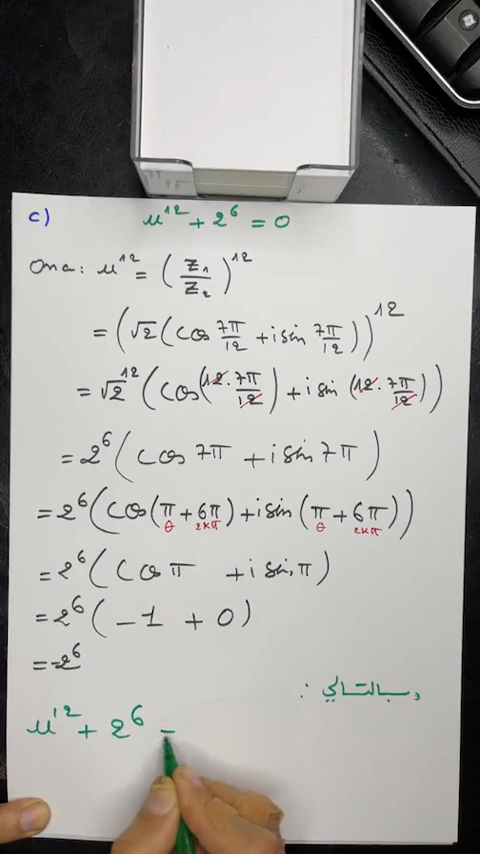 c) u¹² + 2⁶ = 0
On a : u¹² = (Z₁/Z₂)¹²
= (√2 (cos 7π/12 + i sin 7π/12))¹²
= √2¹² (cos(12 · 7π/12) + i sin (12 · 7π/12))
= 2⁶ (cos 7π + i sin 7π)
= 2⁶ (cos(π + 6π) + i sin (π + 6π))
θ 2kπ θ 2kπ
= 2⁶ (cos π + i sin π)
= 2⁶ (-1 + 0)
= -2⁶
وبالتالي :
u¹² + 2⁶ =